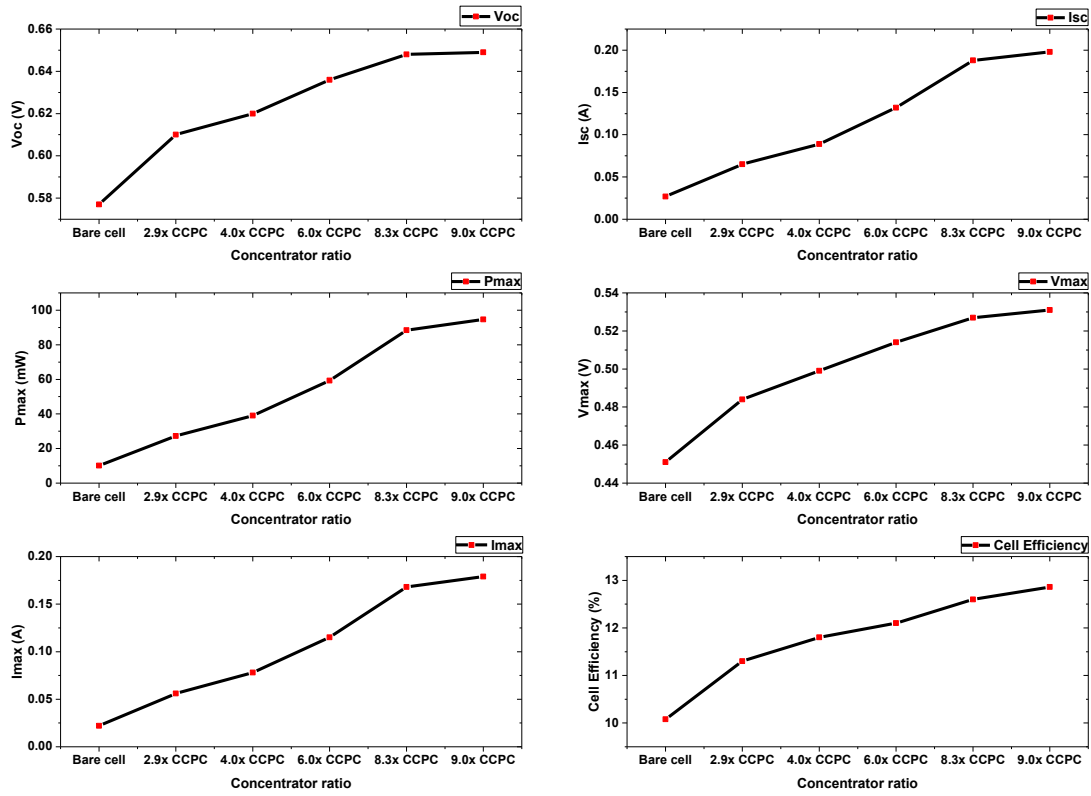 Voc
0.66
0.64
0.62
0.60
0.58
Voc (V)
Bare cell 2.9x CCPC 4.0x CCPC 6.0x CCPC 8.3x CCPC 9.0x CCPC
Concentrator ratio
Isc
0.20
0.15
0.10
0.05
0.00
Isc (A)
Bare cell 2.9x CCPC 4.0x CCPC 6.0x CCPC 8.3x CCPC 9.0x CCPC
Concentrator ratio
Pmax
100
80
60
40
20
0
Pmax (mW)
Bare cell 2.9x CCPC 4.0x CCPC 6.0x CCPC 8.3x CCPC 9.0x CCPC
Concentrator ratio
Vmax
0.54
0.52
0.50
0.48
0.46
0.44
Vmax (V)
Bare cell 2.9x CCPC 4.0x CCPC 6.0x CCPC 8.3x CCPC 9.0x CCPC
Concentrator ratio
Imax
0.20
0.15
0.10
0.05
0.00
Imax (A)
Bare cell 2.9x CCPC 4.0x CCPC 6.0x CCPC 8.3x CCPC 9.0x CCPC
Concentrator ratio
Cell Efficiency
13
12
11
10
Cell Efficiency (%)
Bare cell 2.9x CCPC 4.0x CCPC 6.0x CCPC 8.3x CCPC 9.0x CCPC
Concentrator ratio